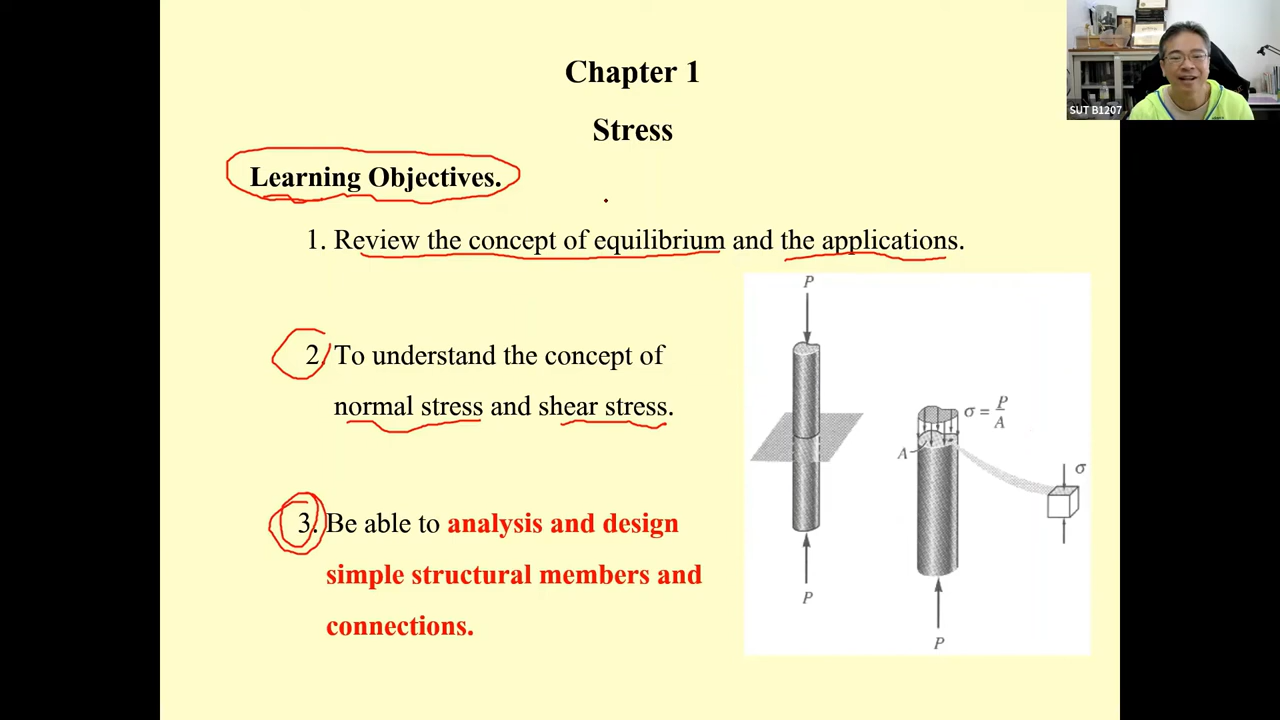 Chapter 1
Stress
SUT B1207
Learning Objectives.
1. Review the concept of equilibrium and the applications.
2. To understand the concept of
normal stress and shear stress.
3. Be able to analysis and design
simple structural members and
connections.
P
P
σ = P/A
A
σ
P